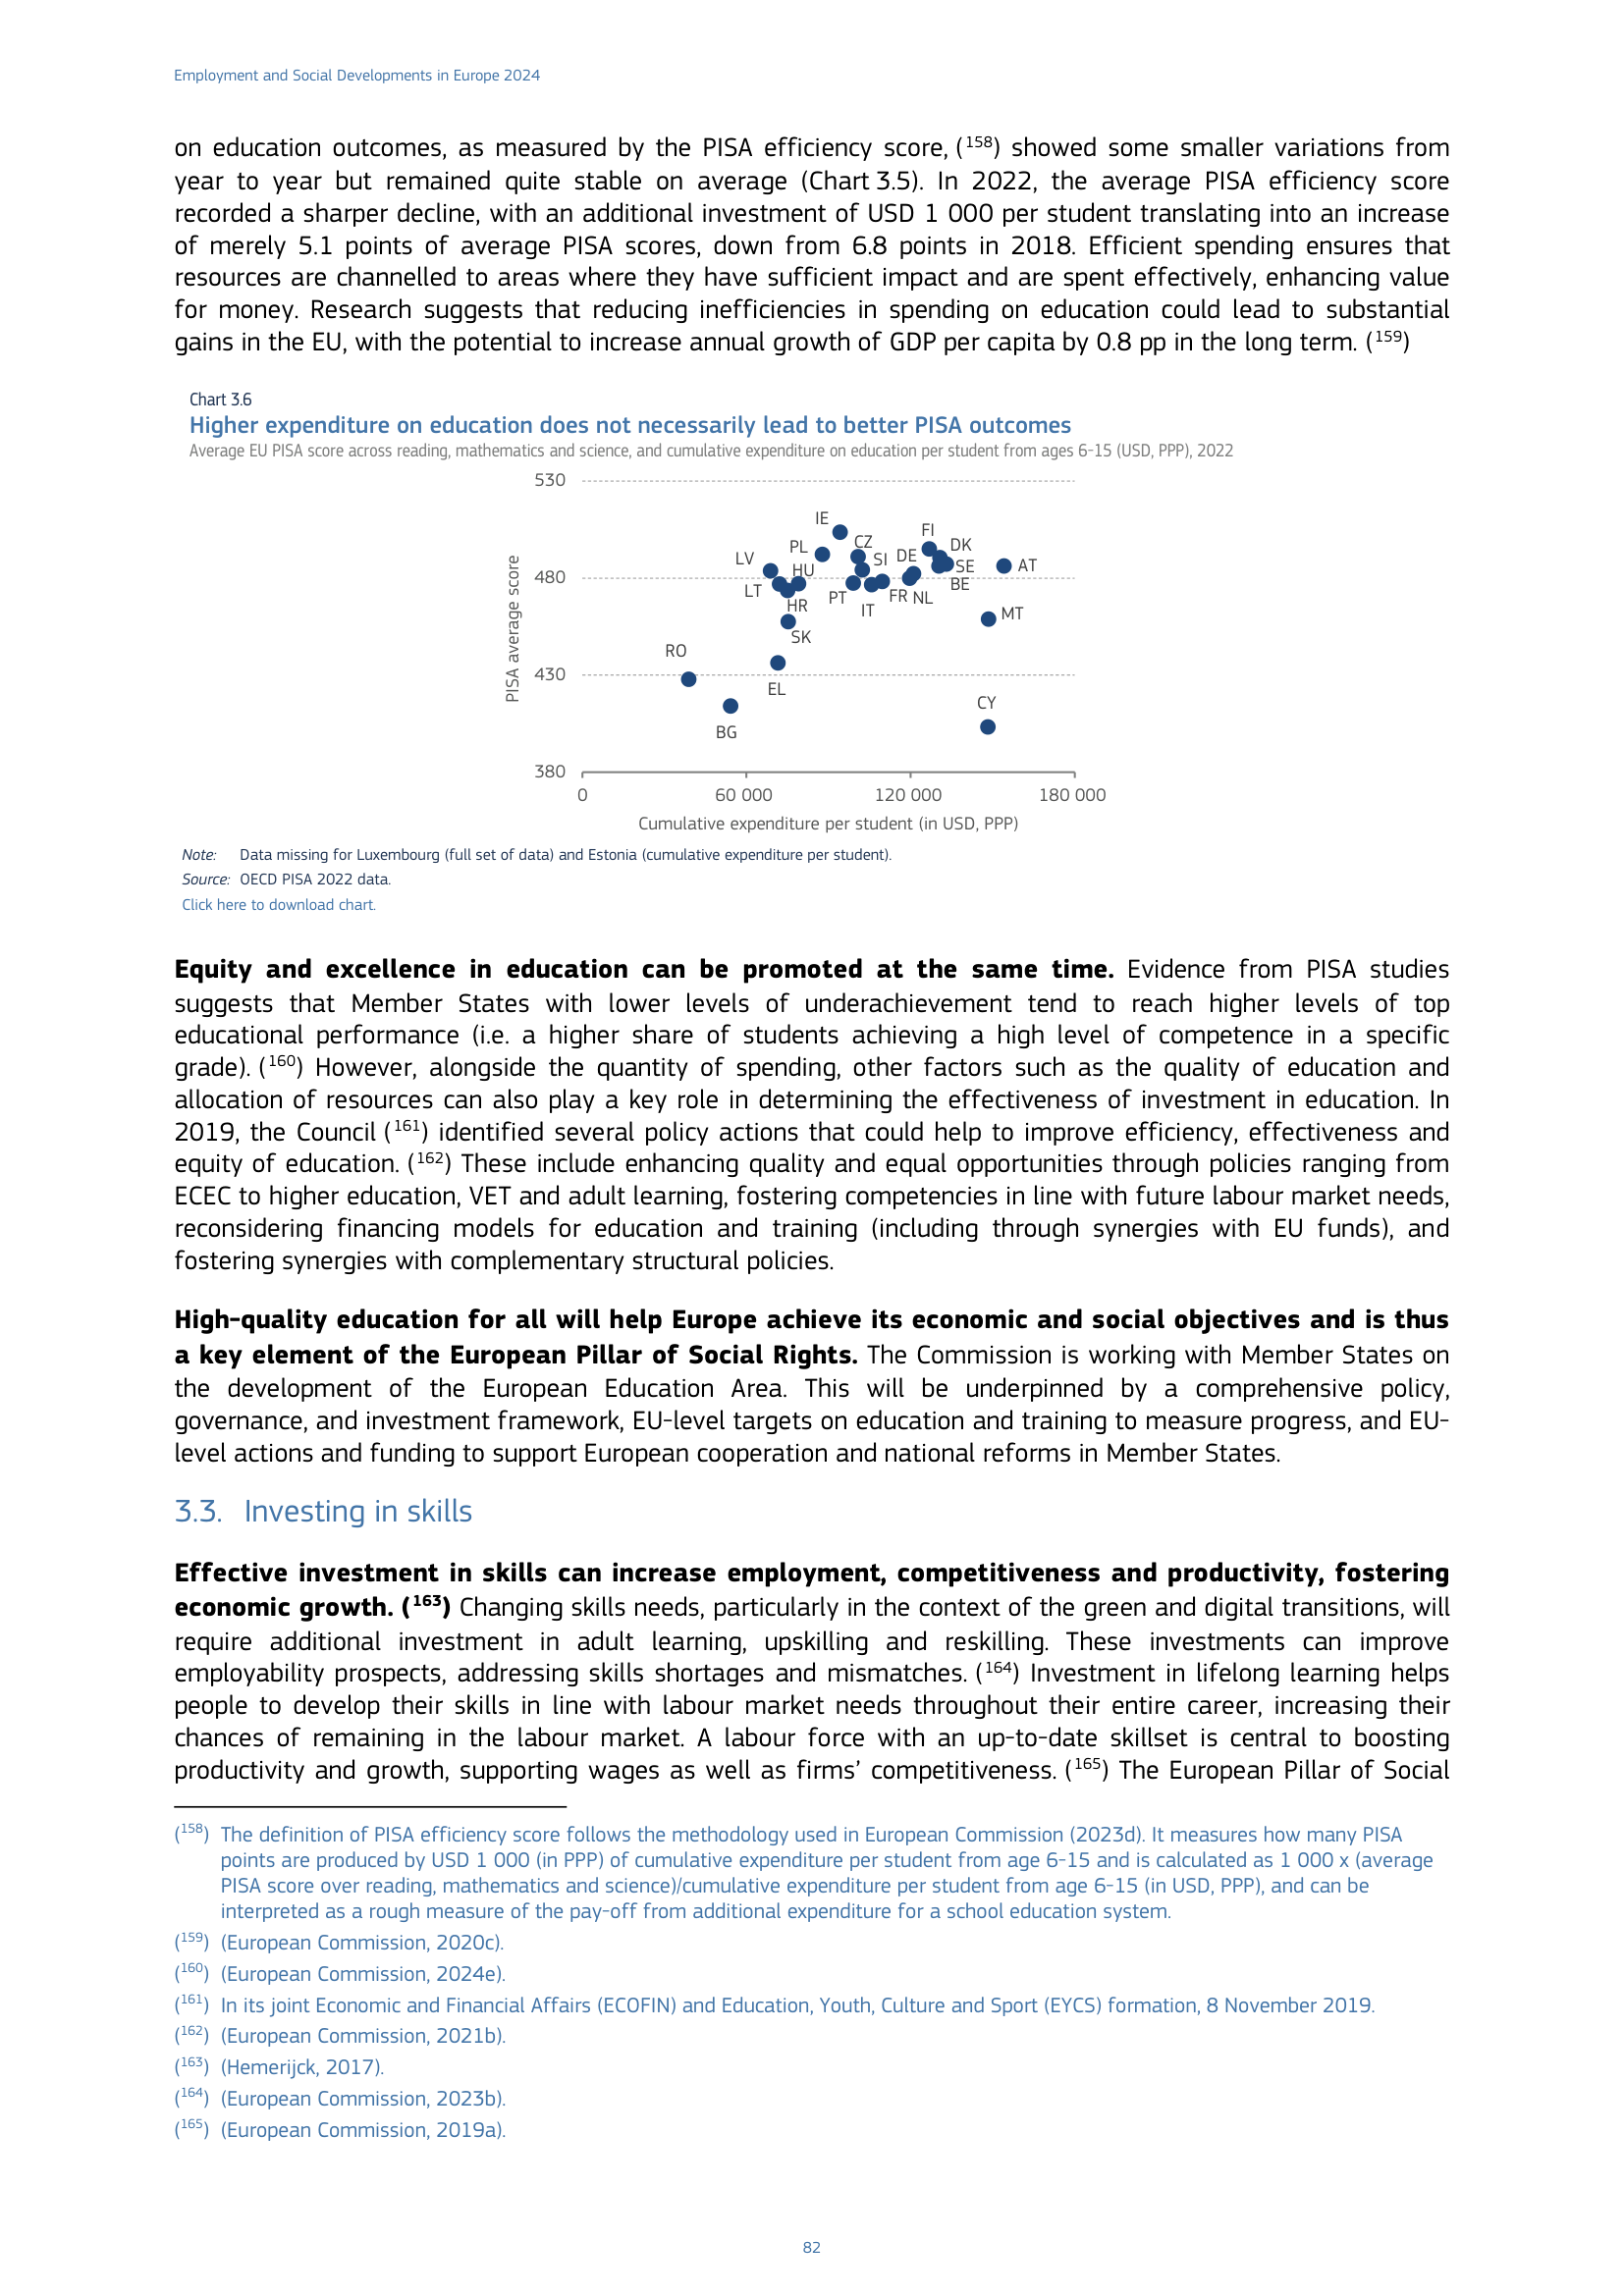 Employment and Social Developments in Europe 2024
on education outcomes, as measured by the PISA efficiency score, (158) showed some smaller variations from
year to year but remained quite stable on average (Chart 3.5). In 2022, the average PISA efficiency score
recorded a sharper decline, with an additional investment of USD 1 000 per student translating into an increase
of merely 5.1 points of average PISA scores, down from 6.8 points in 2018. Efficient spending ensures that
resources are channelled to areas where they have sufficient impact and are spent effectively, enhancing value
for money. Research suggests that reducing inefficiencies in spending on education could lead to substantial
gains in the EU, with the potential to increase annual growth of GDP per capita by 0.8 pp in the long term. (159)
Chart 3.6
Higher expenditure on education does not necessarily lead to better PISA outcomes
Average EU PISA score across reading, mathematics and science, and cumulative expenditure on education per student from ages 6-15 (USD, PPP), 2022
PISA average score
530
480
430
380
IE
FI
CZ
DK
PL
DE
LV
SI
SE
AT
HU
BE
LT
PT
FR
NL
HR
IT
MT
SK
RO
EL
CY
BG
0
60 000
120 000
180 000
Cumulative expenditure per student (in USD, PPP)
Note: Data missing for Luxembourg (full set of data) and Estonia (cumulative expenditure per student).
Source: OECD PISA 2022 data.
Click here to download chart.
Equity and excellence in education can be promoted at the same time. Evidence from PISA studies
suggests that Member States with lower levels of underachievement tend to reach higher levels of top
educational performance (i.e. a higher share of students achieving a high level of competence in a specific
grade). (160) However, alongside the quantity of spending, other factors such as the quality of education and
allocation of resources can also play a key role in determining the effectiveness of investment in education. In
2019, the Council (161) identified several policy actions that could help to improve efficiency, effectiveness and
equity of education. (162) These include enhancing quality and equal opportunities through policies ranging from
ECEC to higher education, VET and adult learning, fostering competencies in line with future labour market needs,
reconsidering financing models for education and training (including through synergies with EU funds), and
fostering synergies with complementary structural policies.
High-quality education for all will help Europe achieve its economic and social objectives and is thus
a key element of the European Pillar of Social Rights. The Commission is working with Member States on
the development of the European Education Area. This will be underpinned by a comprehensive policy,
governance, and investment framework, EU-level targets on education and training to measure progress, and EU-
level actions and funding to support European cooperation and national reforms in Member States.
3.3. Investing in skills
Effective investment in skills can increase employment, competitiveness and productivity, fostering
economic growth. (163) Changing skills needs, particularly in the context of the green and digital transitions, will
require additional investment in adult learning, upskilling and reskilling. These investments can improve
employability prospects, addressing skills shortages and mismatches. (164) Investment in lifelong learning helps
people to develop their skills in line with labour market needs throughout their entire career, increasing their
chances of remaining in the labour market. A labour force with an up-to-date skillset is central to boosting
productivity and growth, supporting wages as well as firms’ competitiveness. (165) The European Pillar of Social
(158) The definition of PISA efficiency score follows the methodology used in European Commission (2023d). It measures how many PISA
points are produced by USD 1 000 (in PPP) of cumulative expenditure per student from age 6-15 and is calculated as 1 000 x (average
PISA score over reading, mathematics and science)/cumulative expenditure per student from age 6-15 (in USD, PPP), and can be
interpreted as a rough measure of the pay-off from additional expenditure for a school education system.
(159) (European Commission, 2020c).
(160) (European Commission, 2024e).
(161) In its joint Economic and Financial Affairs (ECOFIN) and Education, Youth, Culture and Sport (EYCS) formation, 8 November 2019.
(162) (European Commission, 2021b).
(163) (Hemerijck, 2017).
(164) (European Commission, 2023b).
(165) (European Commission, 2019a).
82